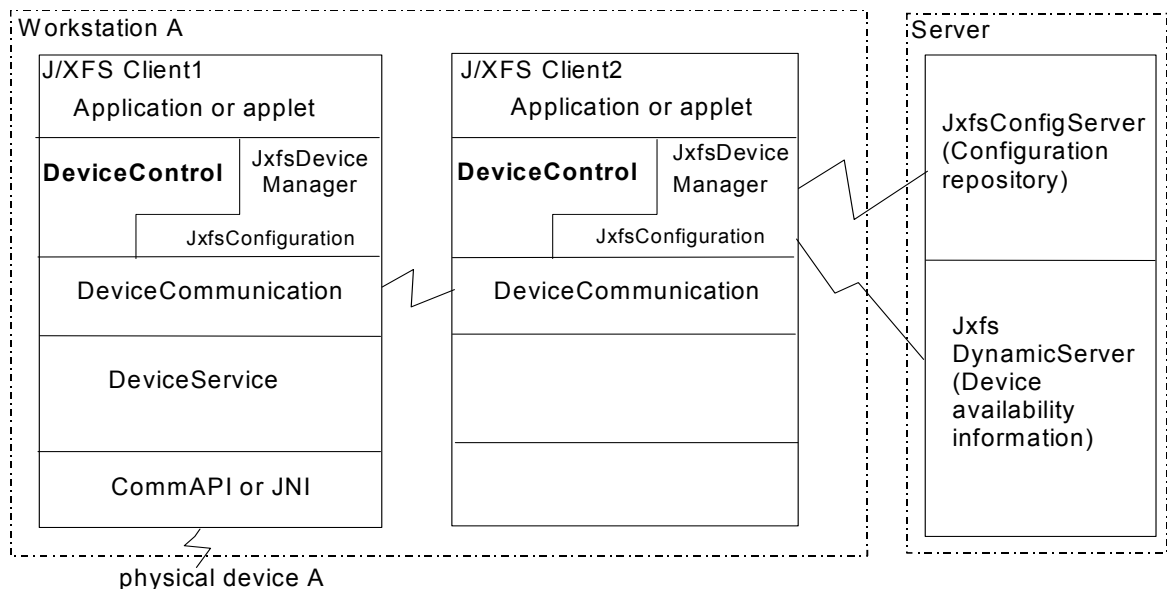 Workstation A
J/XFS Client1
Application or applet
DeviceControl
JxfsDevice
Manager
JxfsConfiguration
DeviceCommunication
DeviceService
CommAPI or JNI
physical device A
J/XFS Client2
Application or applet
DeviceControl
JxfsDevice
Manager
JxfsConfiguration
DeviceCommunication
Server
JxfsConfigServer
(Configuration
repository)
Jxfs
DynamicServer
(Device
availability
information)